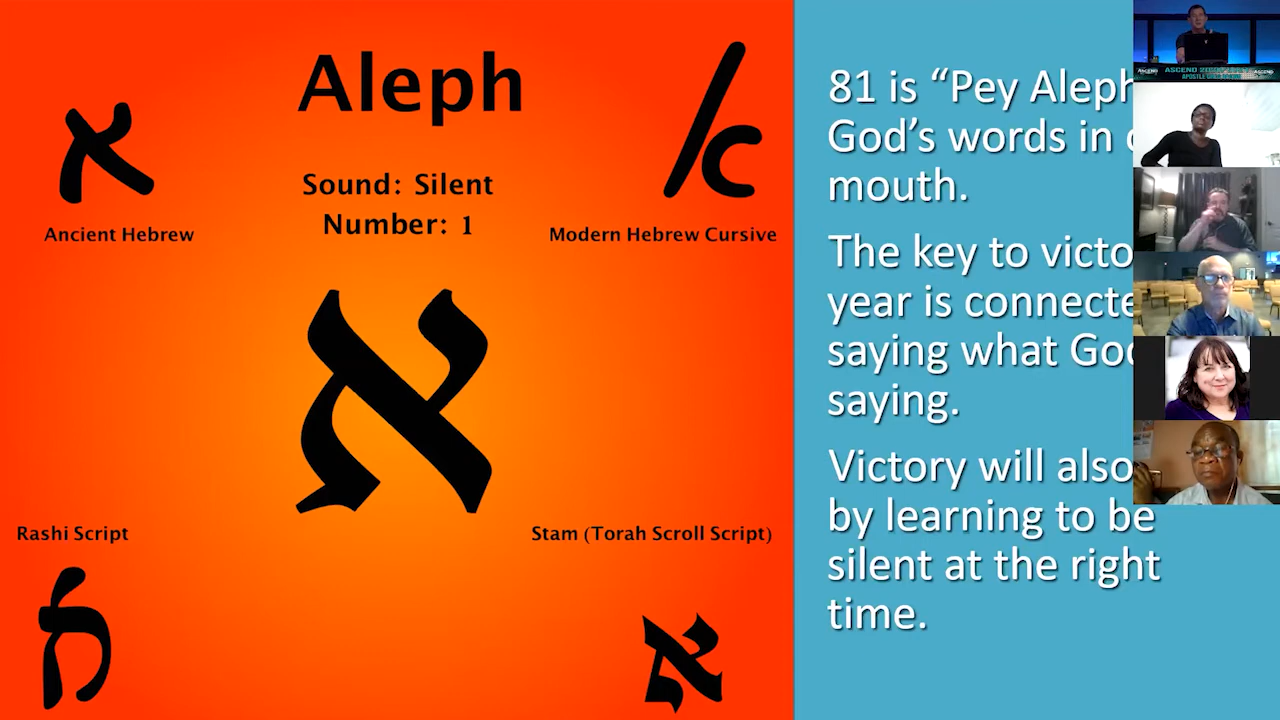 Aleph
א
Sound: Silent
Number: 1
Ancient Hebrew
א
Modern Hebrew Cursive
א
א
Rashi Script
א
Stam (Torah Scroll Script)
א
81 is “Pey Aleph
God’s words in
mouth.
The key to victo
year is connecte
saying what Go
saying.
Victory will also
by learning to be
silent at the right
time.
ASCEND